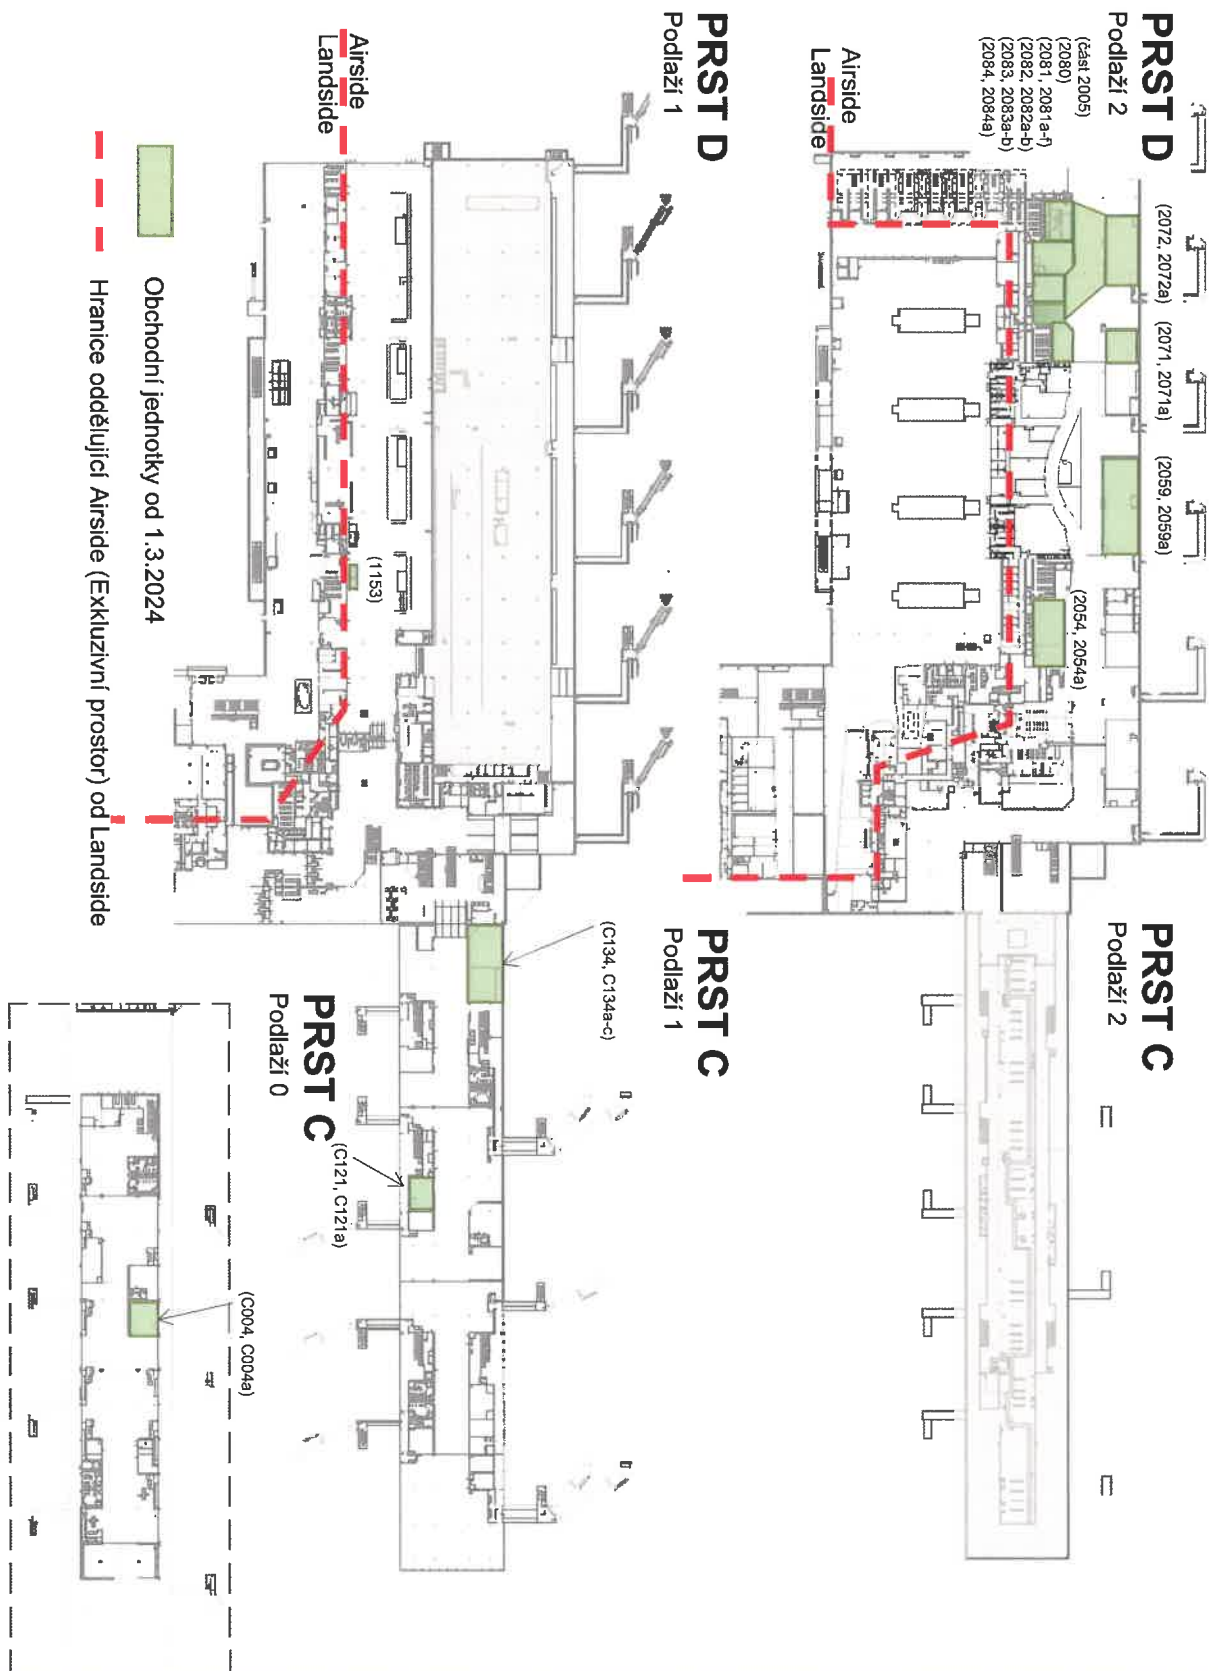 PRST D
Podlaží 2
(část 2005)
(2080)
(2081, 2081a-f)
(2082, 2082a-b)
(2083, 2083a-b)
(2084, 2084a)
Airside
Landside
(2072, 2072a)
(2071, 2071a)
(2059, 2059a)
(2054, 2054a)
PRST C
Podlaží 2
PRST D
Podlaží 1
Airside
Landside
(1153)
PRST C
Podlaží 1
(C134, C134a-c)
(C121, C121a)
PRST C
Podlaží 0
(C004, C004a)
Obchodní jednotky od 1.3.2024
Hranice oddělující Airside (Exkluzivní prostor) od Landside